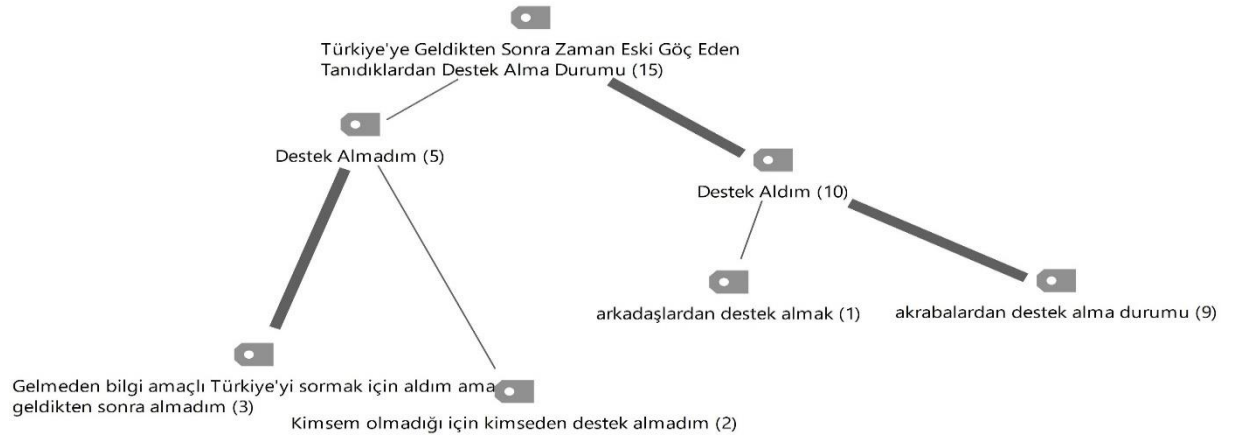 Türkiye'ye Geldikten Sonra Zaman Eski Göç Eden
Tanıdıklardan Destek Alma Durumu (15)
Destek Almadım (5)
Destek Aldım (10)
arkadaşlardan destek almak (1)
akrabalardan destek alma durumu (9)
Gelmeden bilgi amaçlı Türkiye'yi sormak için aldım ama
geldikten sonra almadım (3)
Kimsem olmadığı için kimseden destek almadım (2)